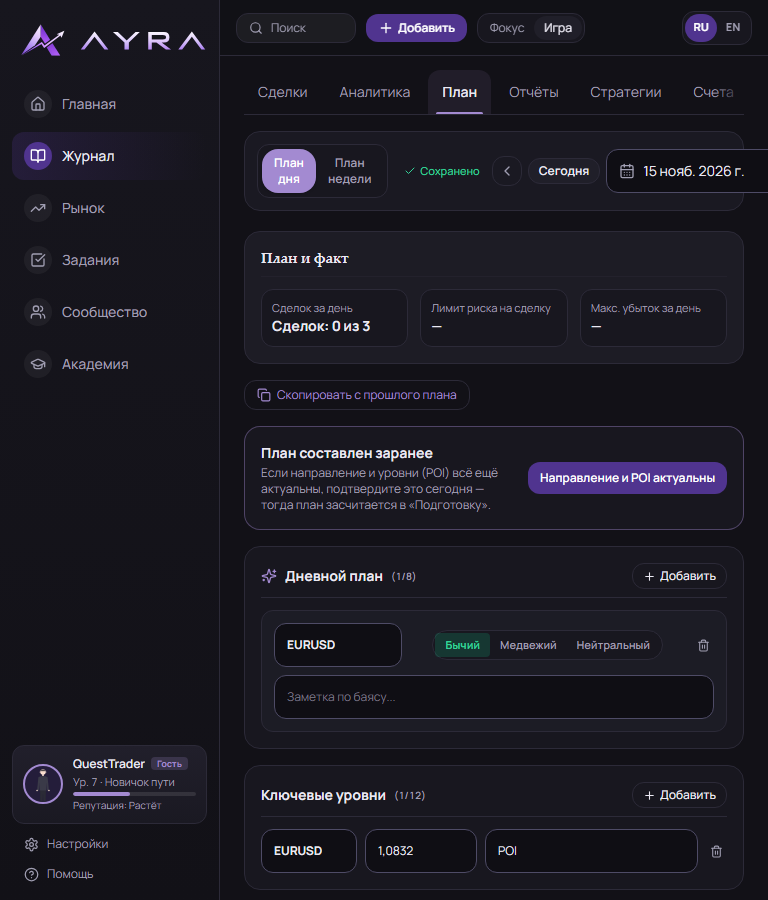 AYRA
Поиск
Добавить
Фокус
Игра
RU
EN
Главная
Журнал
Рынок
Задания
Сообщество
Академия
QuestTrader
Гость
Ур. 7 · Новичок пути
Репутация: Растёт
Настройки
Помощь
Сделки
Аналитика
План
Отчёты
Стратегии
Счета
План
дня
План
недели
Сохранено
Сегодня
15 нояб. 2026 г.
План и факт
Сделок за день
Сделок: 0 из 3
Лимит риска на сделку
—
Макс. убыток за день
—
Скопировать с прошлого плана
План составлен заранее
Если направление и уровни (POI) всё ещё
актуальны, подтвердите это сегодня —
тогда план засчитается в «Подготовку».
Направление и POI актуальны
Дневной план (1/8)
Добавить
EURUSD
Бычий
Медвежий
Нейтральный
Заметка по баясу...
Ключевые уровни (1/12)
Добавить
EURUSD
1,0832
POI